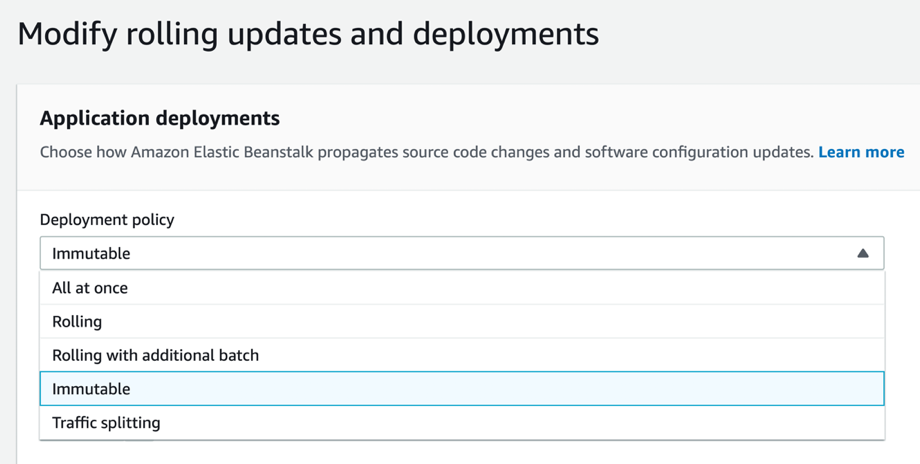 Modify rolling updates and deployments
Application deployments
Choose how Amazon Elastic Beanstalk propagates source code changes and software configuration updates. Learn more
Deployment policy
Immutable
All at once
Rolling
Rolling with additional batch
Immutable
Traffic splitting